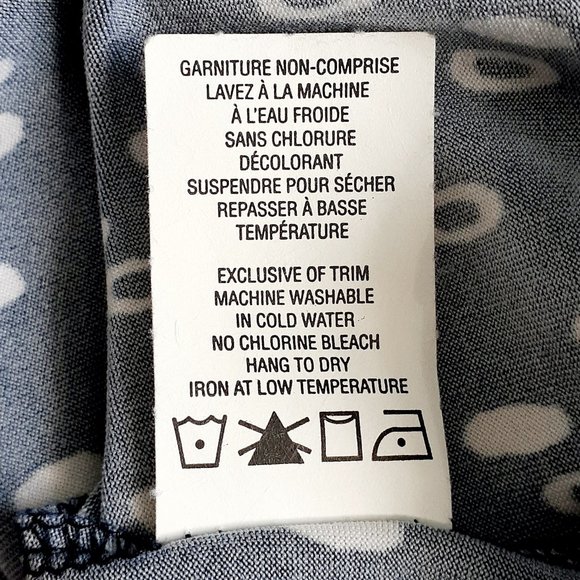 GARNITURE NON-COMPRISE
LAVEZ À LA MACHINE
À L'EAU FROIDE
SANS CHLORURE
DÉCOLORANT
SUSPENDRE POUR SÉCHER
REPASSER À BASSE
TEMPÉRATURE
EXCLUSIVE OF TRIM
MACHINE WASHABLE
IN COLD WATER
NO CHLORINE BLEACH
HANG TO DRY
IRON AT LOW TEMPERATURE